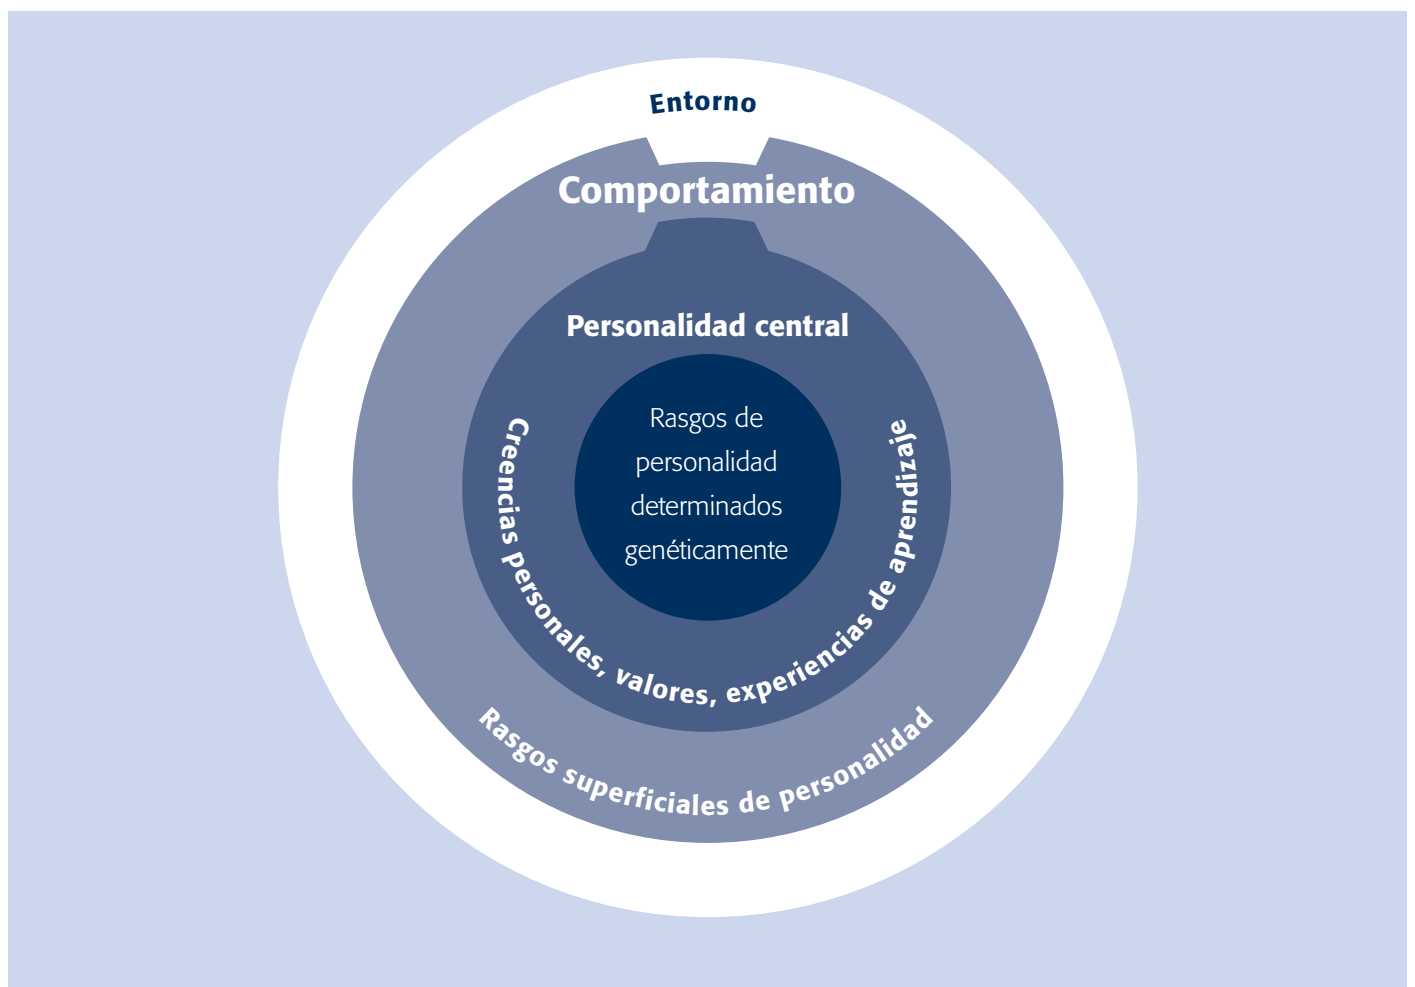 Entorno
Comportamiento
Personalidad central
Rasgos de
personalidad
determinados
genéticamente
Creencias personales, valores, experiencias de aprendizaje
Rasgos superficiales de personalidad